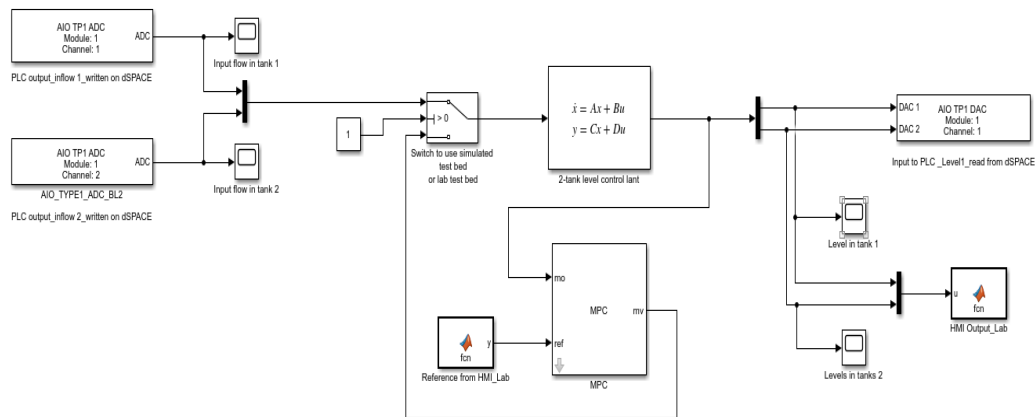 AIO TP1 ADC
Module: 1
Channel: 1
ADC
PLC output_inflow 1_written on dSPACE
Input flow in tank 1
AIO TP1 ADC
Module: 1
Channel: 2
ADC
AIO_TYPE1_ADC_BL2
PLC output_inflow 2_written on dSPACE
Input flow in tank 2
1
> 0
Switch to use simulated
test bed
or lab test bed
ẋ = Ax + Bu
y = Cx + Du
2-tank level control lant
DAC 1
DAC 2
AIO TP1 DAC
Module: 1
Channel: 1
Input to PLC _Level1_read from dSPACE
Level in tank 1
u
fcn
HMI Output_Lab
Levels in tanks 2
mo
ref
MPC
mv
MPC
fcn
y
Reference from HMI_Lab